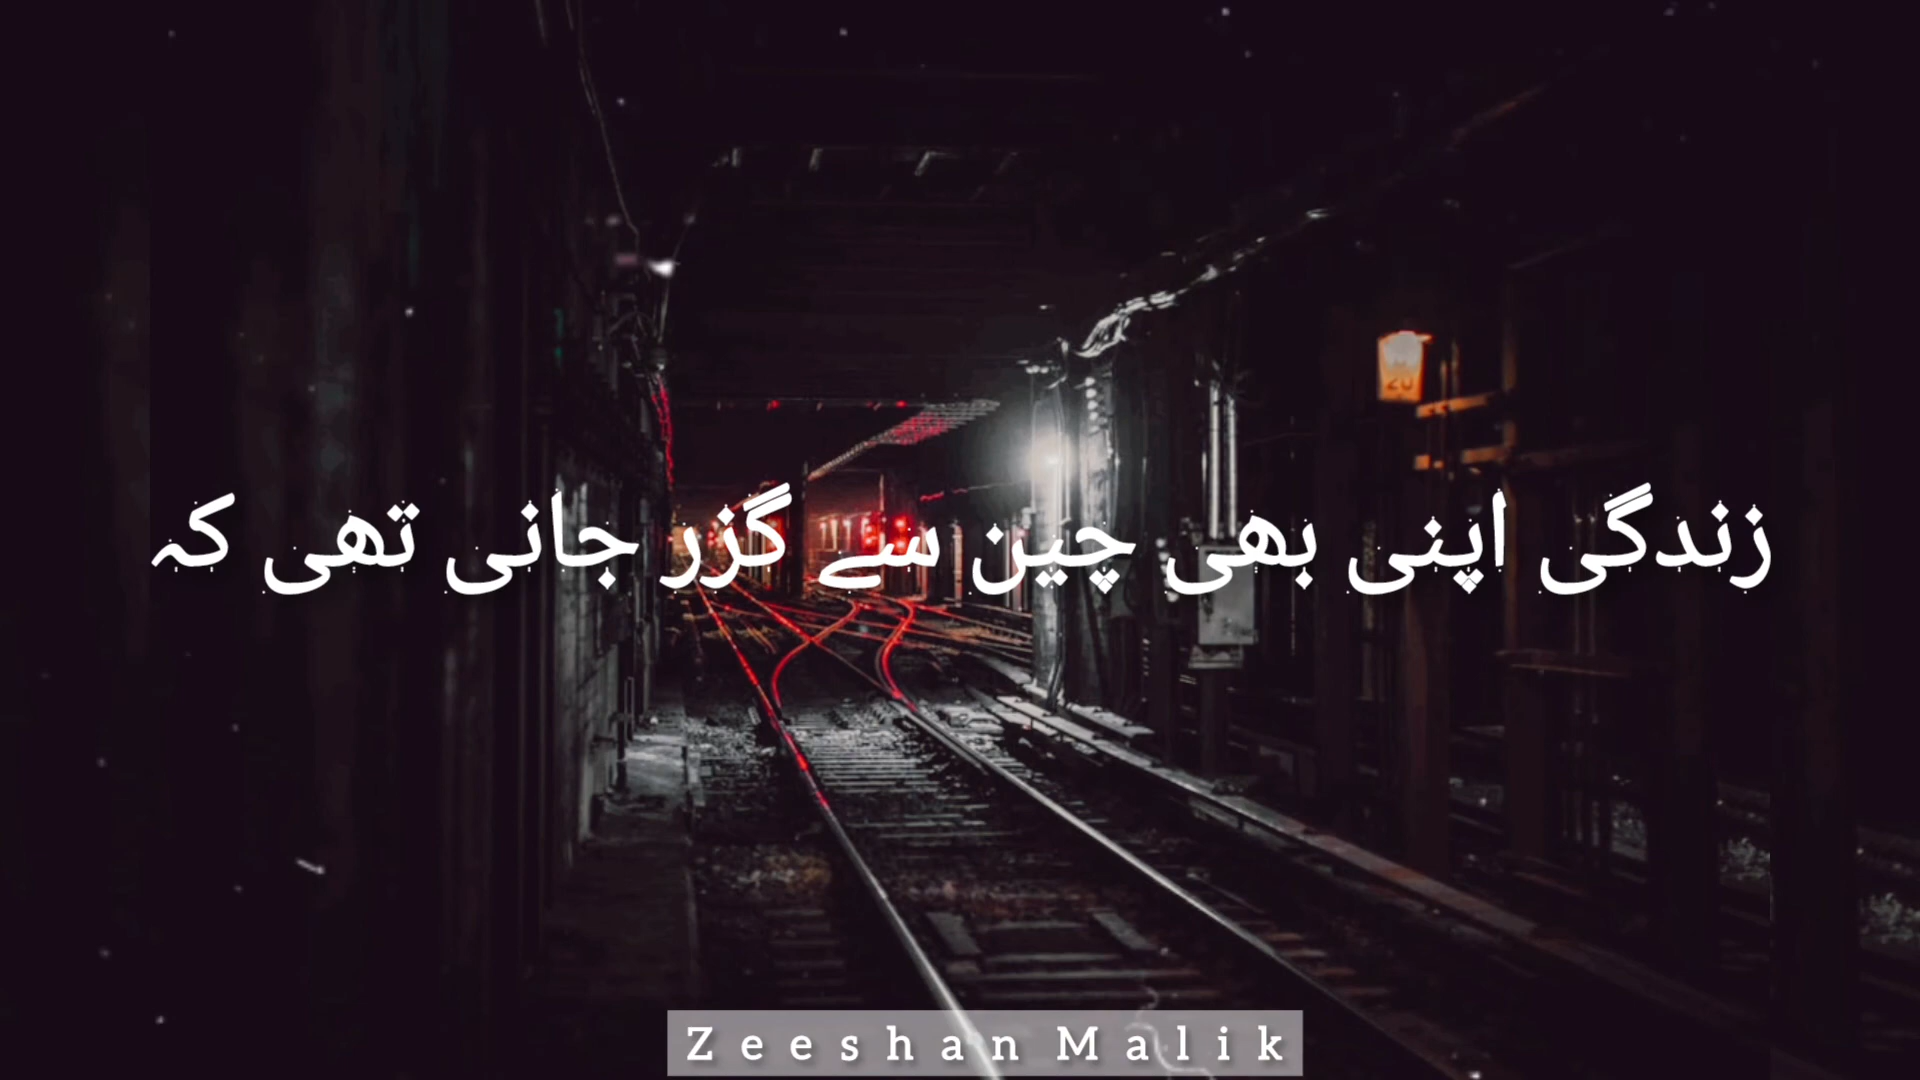 زندگی اپنی بھی چین سے گزر جانی تھی کہ
Zeeshan Malik